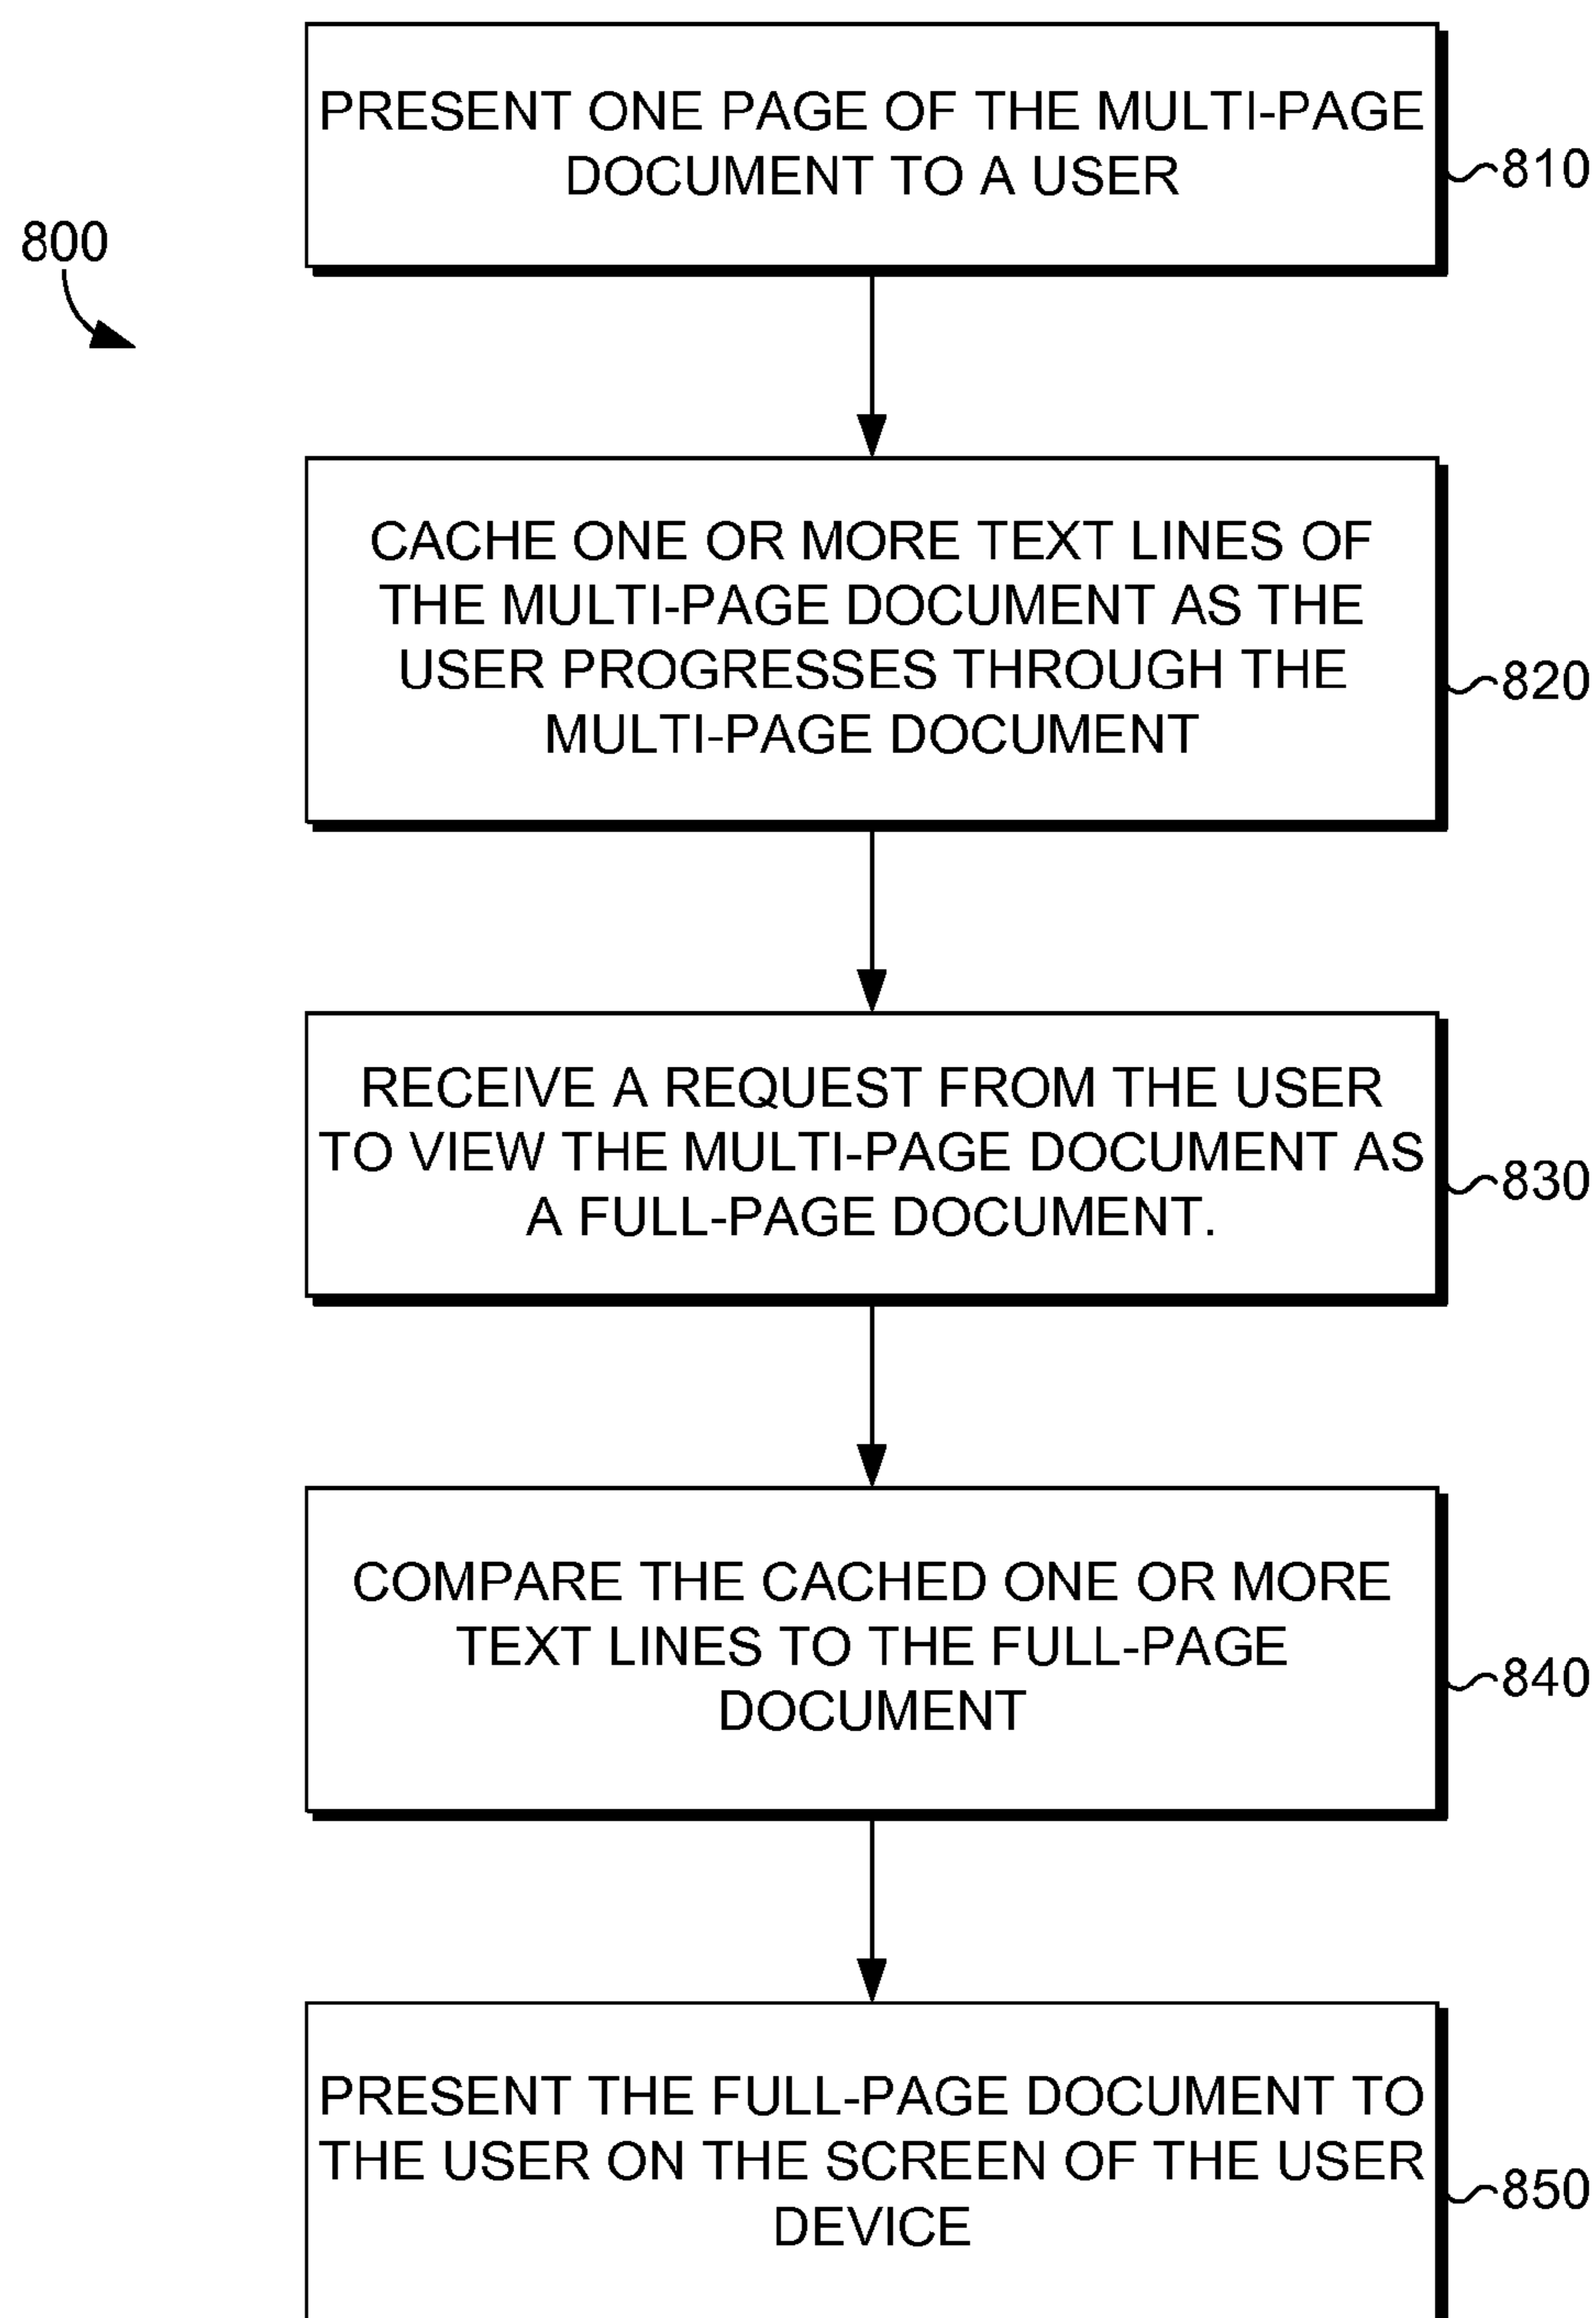 PRESENT ONE PAGE OF THE MULTI-PAGE
DOCUMENT TO A USER
810
800
CACHE ONE OR MORE TEXT LINES OF
THE MULTI-PAGE DOCUMENT AS THE
USER PROGRESSES THROUGH THE
MULTI-PAGE DOCUMENT
820
RECEIVE A REQUEST FROM THE USER
TO VIEW THE MULTI-PAGE DOCUMENT AS
A FULL-PAGE DOCUMENT.
830
COMPARE THE CACHED ONE OR MORE
TEXT LINES TO THE FULL-PAGE
DOCUMENT
840
PRESENT THE FULL-PAGE DOCUMENT TO
THE USER ON THE SCREEN OF THE USER
DEVICE
850